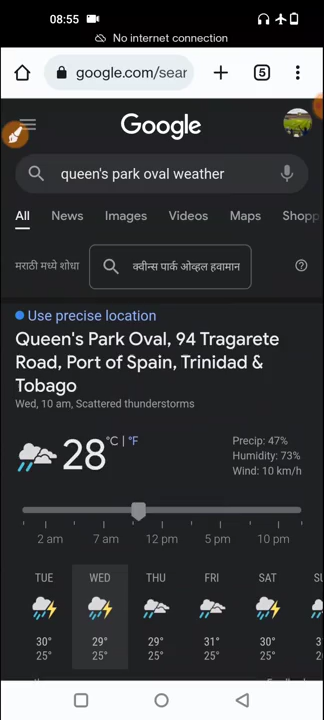 08:55
No internet connection
google.com/sear
5
Google
queen's park oval weather
All News Images Videos Maps Shopp
मराठी मध्ये शोधा
क्वीन्स पार्क ओव्हल हवामान
Use precise location
Queen's Park Oval, 94 Tragarete
Road, Port of Spain, Trinidad &
Tobago
Wed, 10 am, Scattered thunderstorms
28 °C | °F
Precip: 47%
Humidity: 73%
Wind: 10 km/h
2 am 7 am 12 pm 5 pm 10 pm
TUE WED THU FRI SAT SU
30° 29° 29° 31° 30°
25° 25° 25° 25° 25°